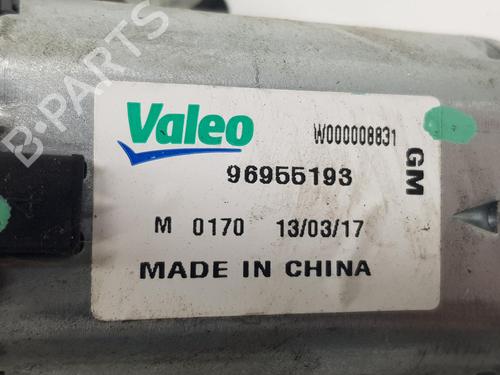 B-PARTS
Valeo
W000008831
GM
96955193
M 0170 13/03/17
MADE IN CHINA